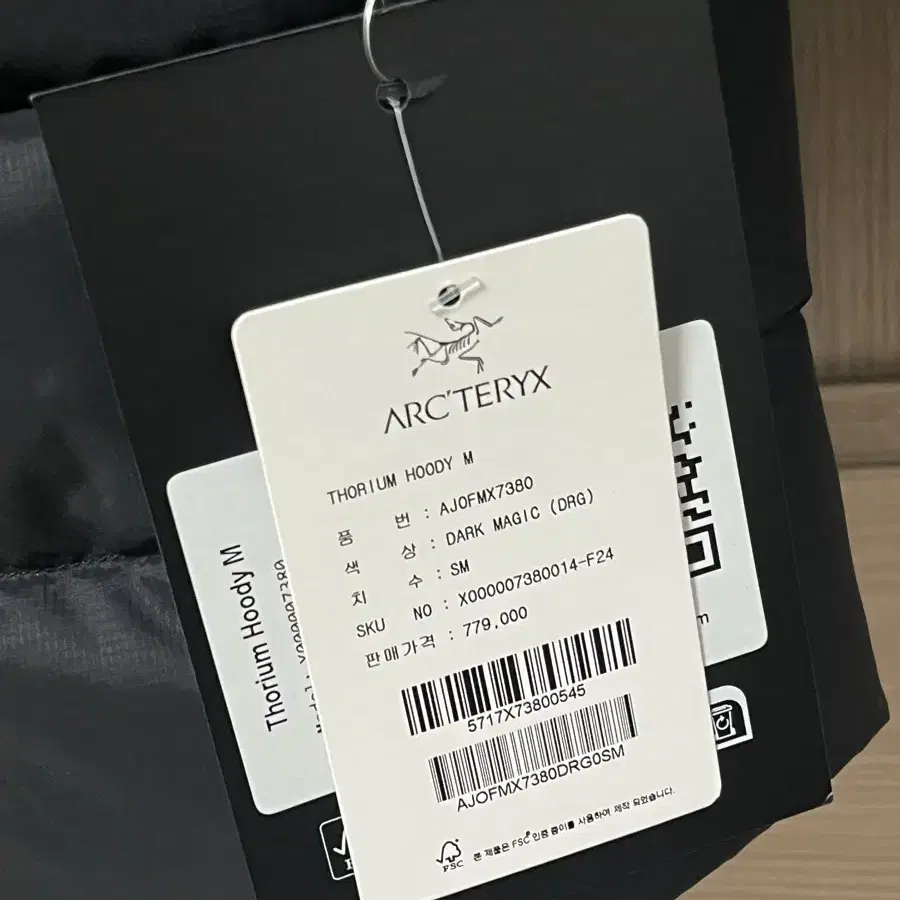 ARC'TERYX
THORIUM HOODY M
품 번 : AJOFMX7380
색 상 : DARK MAGIC (DRG)
치 수 : SM
SKU NO : X000007380014-F24
판매가격 : 779,000
5717X73800545
AJOFMX7380DRG0SM
FSC
본 제품은 FSC® 인증 종이를 사용하여 제작 되었습니다.
Thorium Hoody M